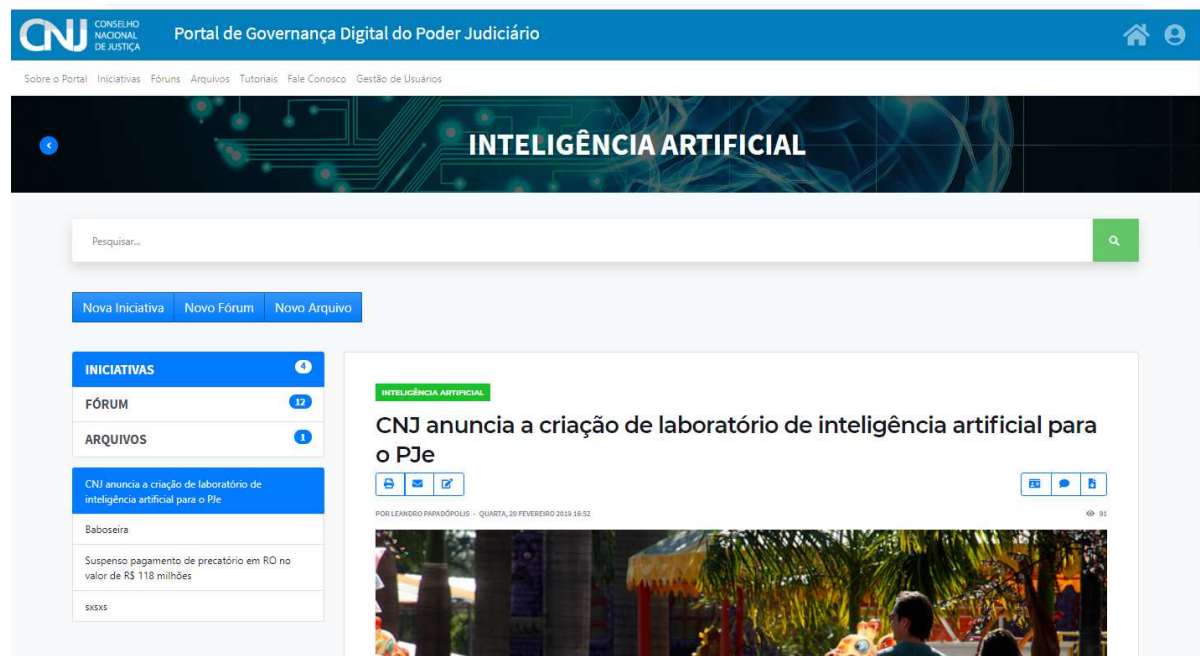 CNJ
CONSELHO
NACIONAL
DE JUSTIÇA
Portal de Governança Digital do Poder Judiciário
Sobre o Portal Iniciativas Fóruns Arquivos Tutoriais Fale Conosco Gestão de Usuários
INTELIGÊNCIA ARTIFICIAL
Pesquisar...
Nova Iniciativa Novo Fórum Novo Arquivo
INICIATIVAS 4
FÓRUM 12
ARQUIVOS 1
CNJ anuncia a criação de laboratório de
inteligência artificial para o PJe
Baboseira
Suspenso pagamento de precatório em RO no
valor de R$ 118 milhões
sxsxs
INTELIGÊNCIA ARTIFICIAL
CNJ anuncia a criação de laboratório de inteligência artificial para
o PJe
POR LEANDRO PAPADÓPOLIS - QUARTA, 20 FEVEREIRO 2019 16:52 91